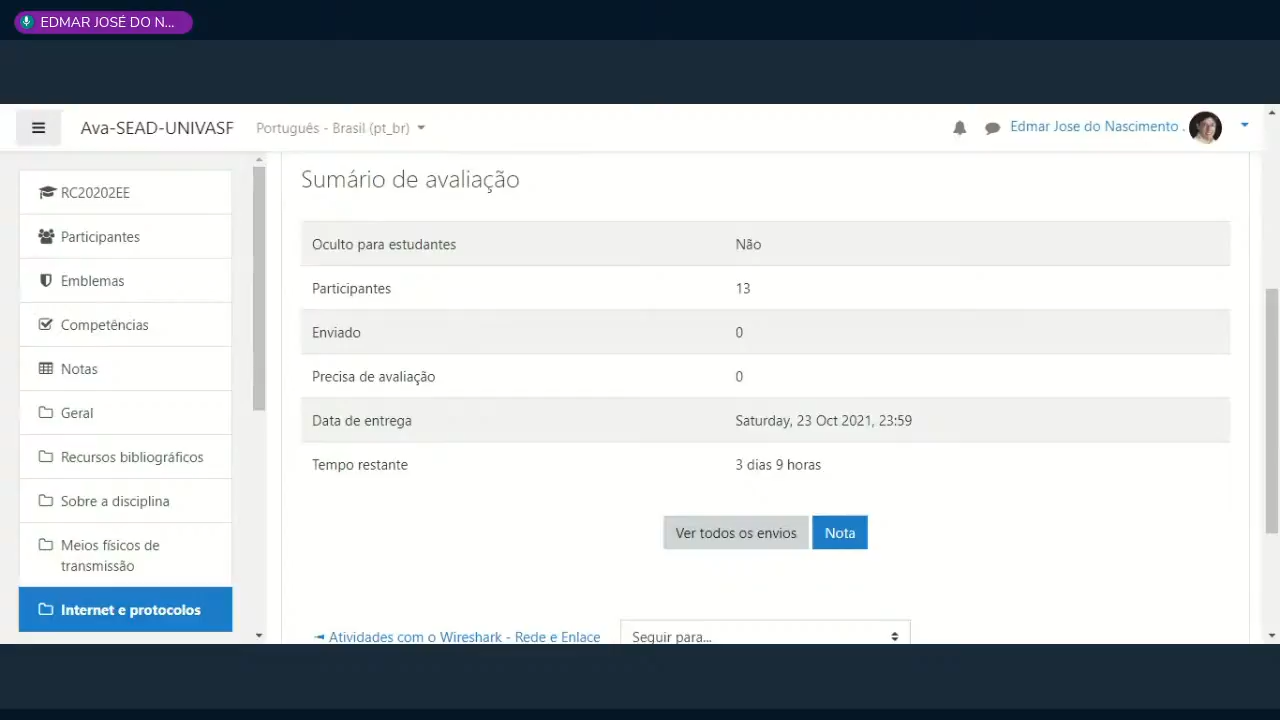 EDMAR JOSÉ DO N...
Ava-SEAD-UNIVASF
Português - Brasil (pt_br)
Edmar Jose do Nascimento .
RC20202EE
Participantes
Emblemas
Competências
Notas
Geral
Recursos bibliográficos
Sobre a disciplina
Meios físicos de
transmissão
Internet e protocolos
Sumário de avaliação
Oculto para estudantes Não
Participantes 13
Enviado 0
Precisa de avaliação 0
Data de entrega Saturday, 23 Oct 2021, 23:59
Tempo restante 3 dias 9 horas
Ver todos os envios Nota
◄ Atividades com o Wireshark - Rede e Enlace Seguir para...